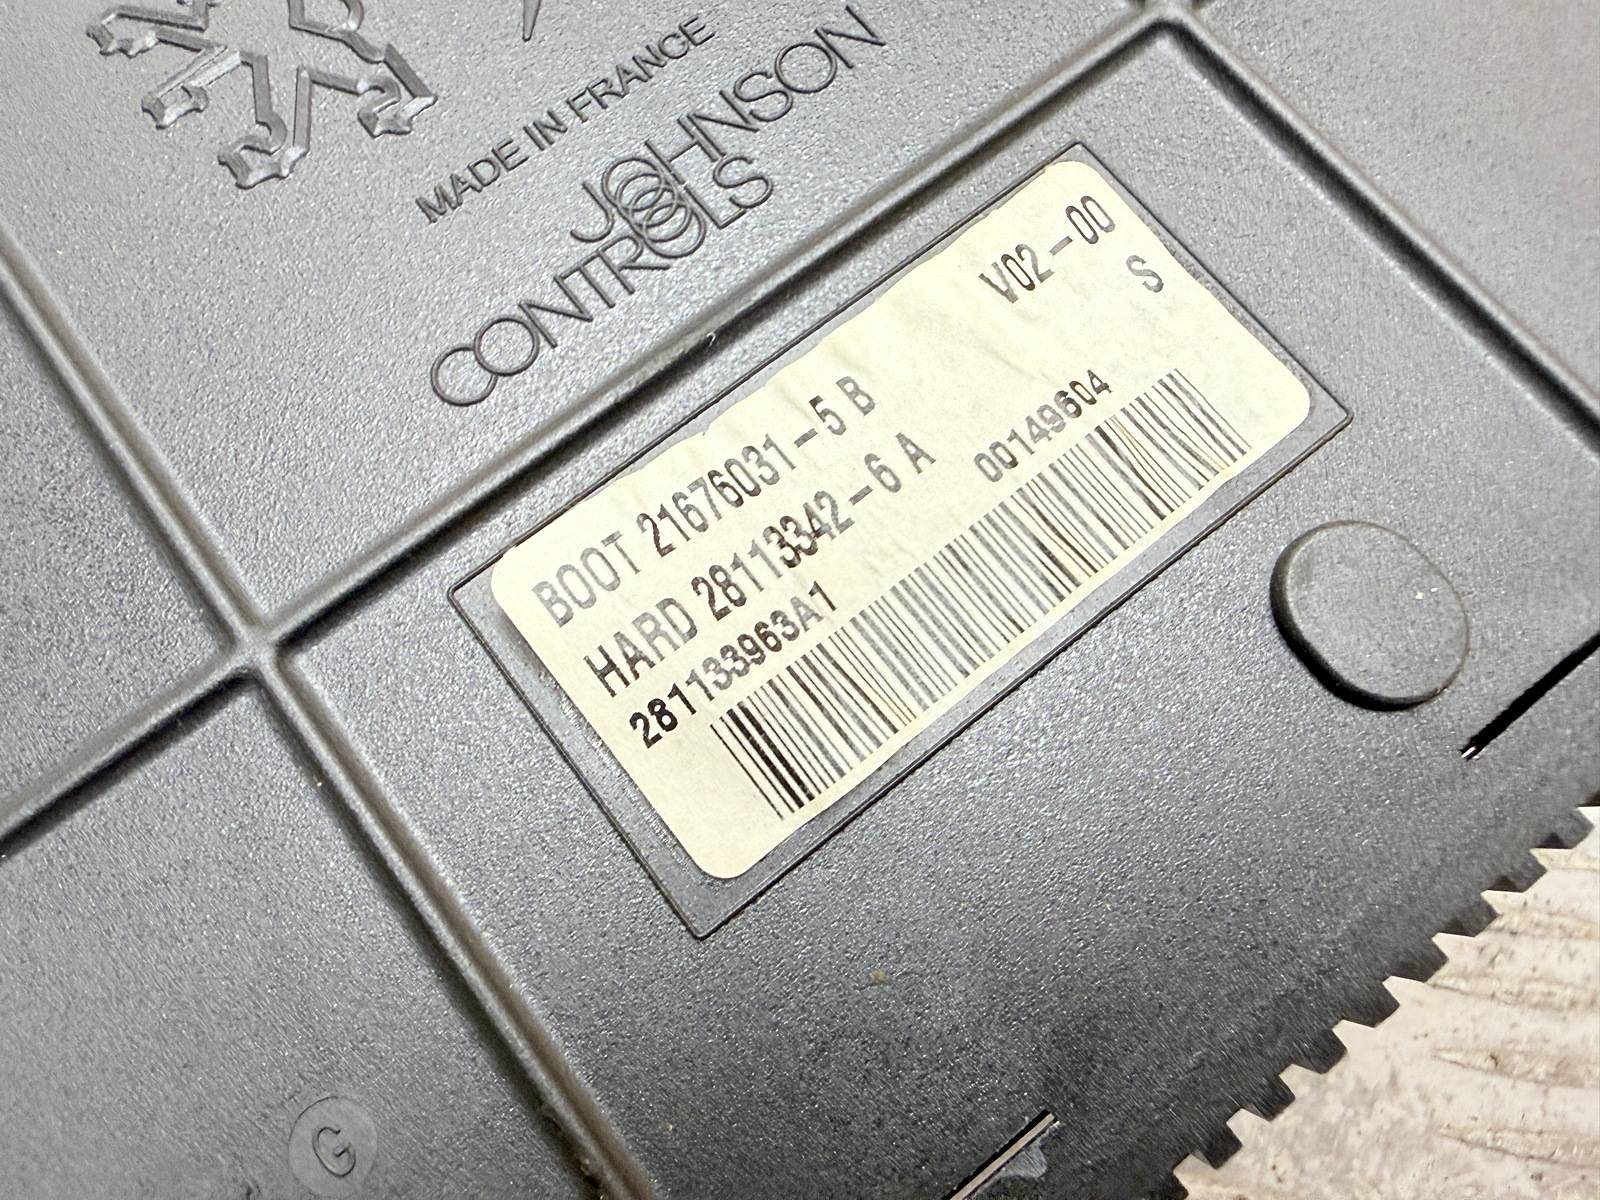 MADE IN FRANCE
JOHNSON
CONTROLS
V02-00
S
BOOT 21676031-5 B
HARD 28113342-6 A
281133963A1 00149604
G